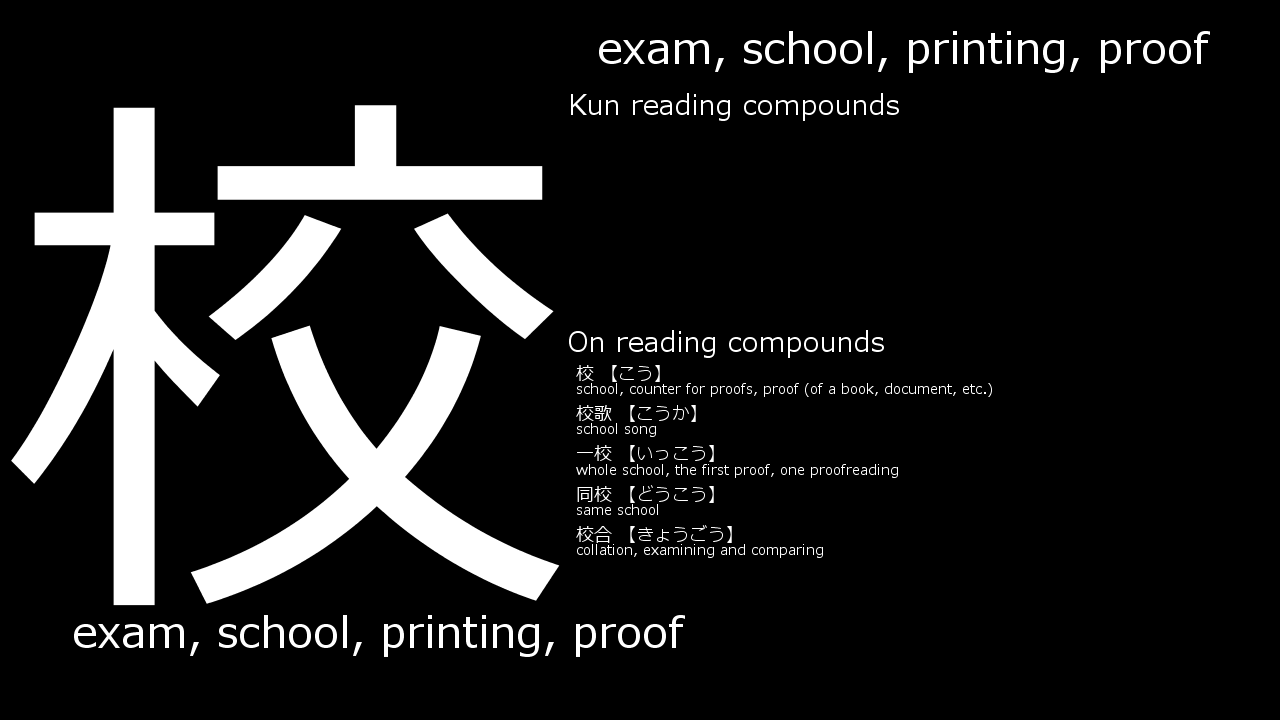 校
exam, school, printing, proof
exam, school, printing, proof
Kun reading compounds
On reading compounds
校 【こう】
school, counter for proofs, proof (of a book, document, etc.)
校歌 【こうか】
school song
一校 【いっこう】
whole school, the first proof, one proofreading
同校 【どうこう】
same school
校合 【きょうごう】
collation, examining and comparing